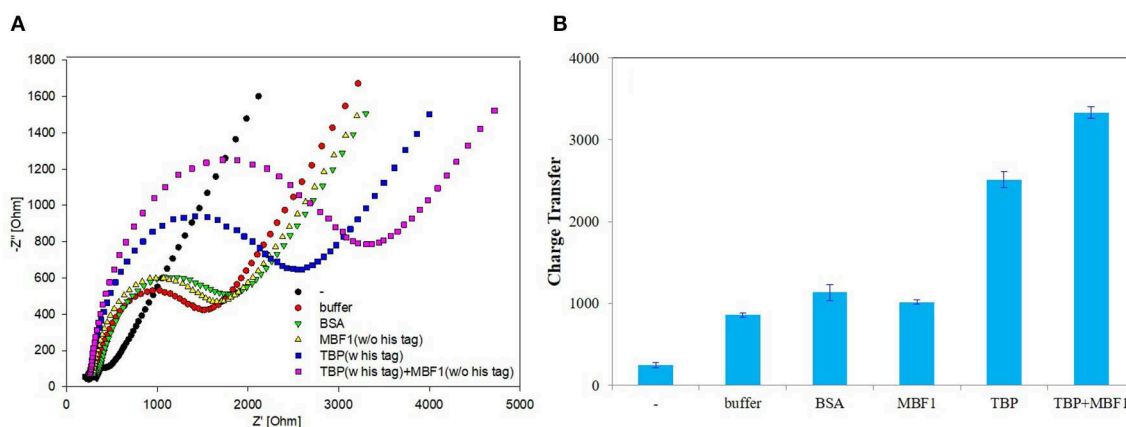 A
1800
1600
1400
1200
1000
800
600
400
200
0
-Z" [Ohm]
-
buffer
BSA
MBF1(w/o his tag)
TBP(w his tag)
TBP(w his tag)+MBF1(w/o his tag)
0 1000 2000 3000 4000 5000
Z' [Ohm]
B
4000
3000
2000
1000
0
Charge Transfer
- buffer BSA MBF1 TBP TBP+MBF1